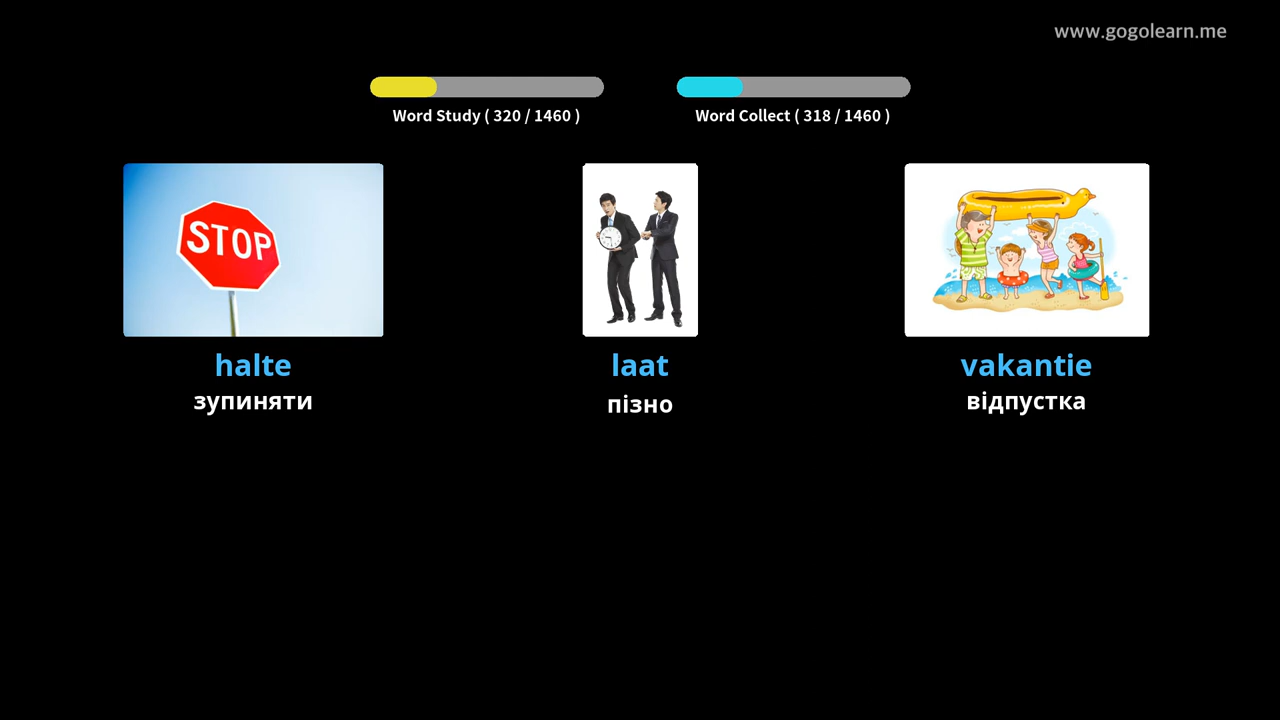 www.gogolearn.me
Word Study ( 320 / 1460 )
Word Collect ( 318 / 1460 )
STOP
halte
laat
vakantie
зупиняти
пізно
відпустка